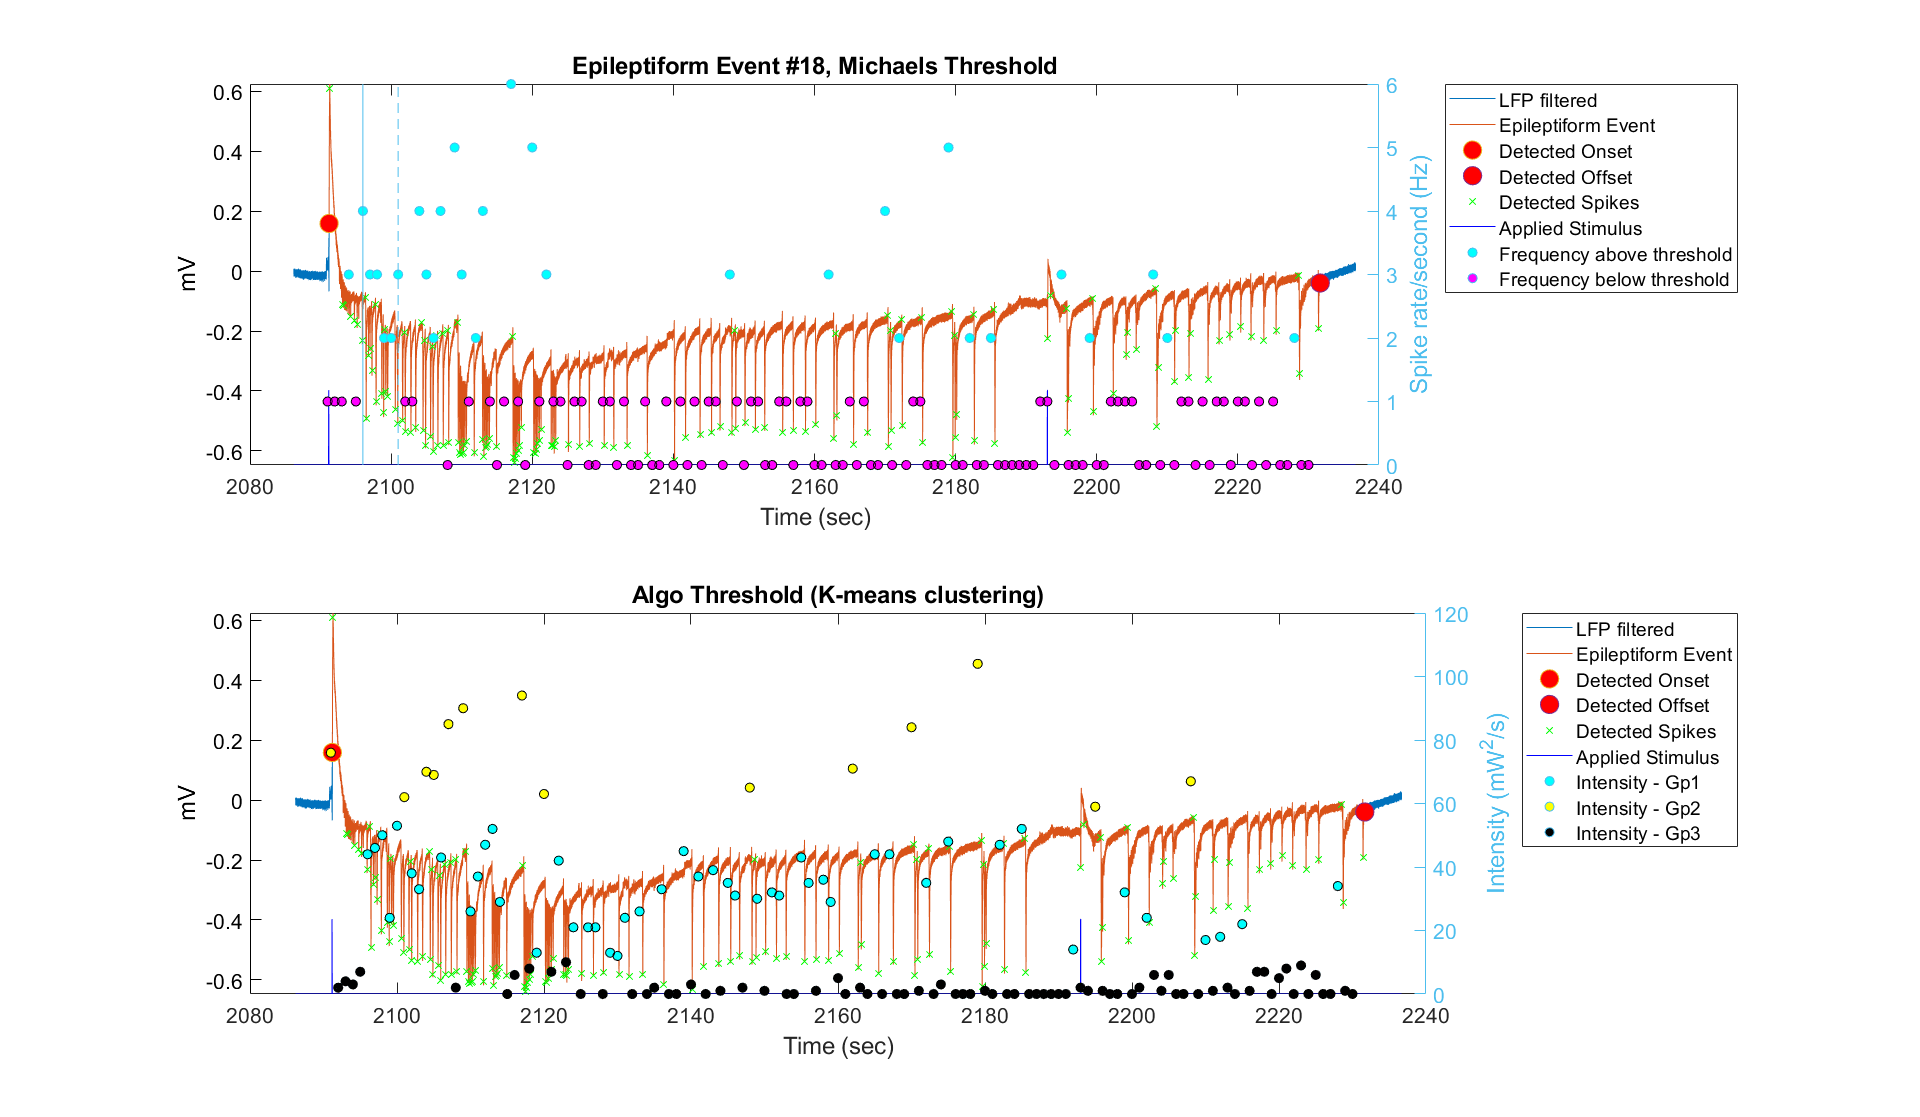 Epileptiform Event #18, Michaels Threshold
0.6
0.4
0.2
0
-0.2
-0.4
-0.6
mV
6
5
4
3
2
1
0
Spike rate/second (Hz)
2080 2100 2120 2140 2160 2180 2200 2220 2240
Time (sec)
LFP filtered
Epileptiform Event
Detected Onset
Detected Offset
Detected Spikes
Applied Stimulus
Frequency above threshold
Frequency below threshold
Algo Threshold (K-means clustering)
0.6
0.4
0.2
0
-0.2
-0.4
-0.6
mV
120
100
80
60
40
20
0
Intensity (mW²/s)
2080 2100 2120 2140 2160 2180 2200 2220 2240
Time (sec)
LFP filtered
Epileptiform Event
Detected Onset
Detected Offset
Detected Spikes
Applied Stimulus
Intensity - Gp1
Intensity - Gp2
Intensity - Gp3